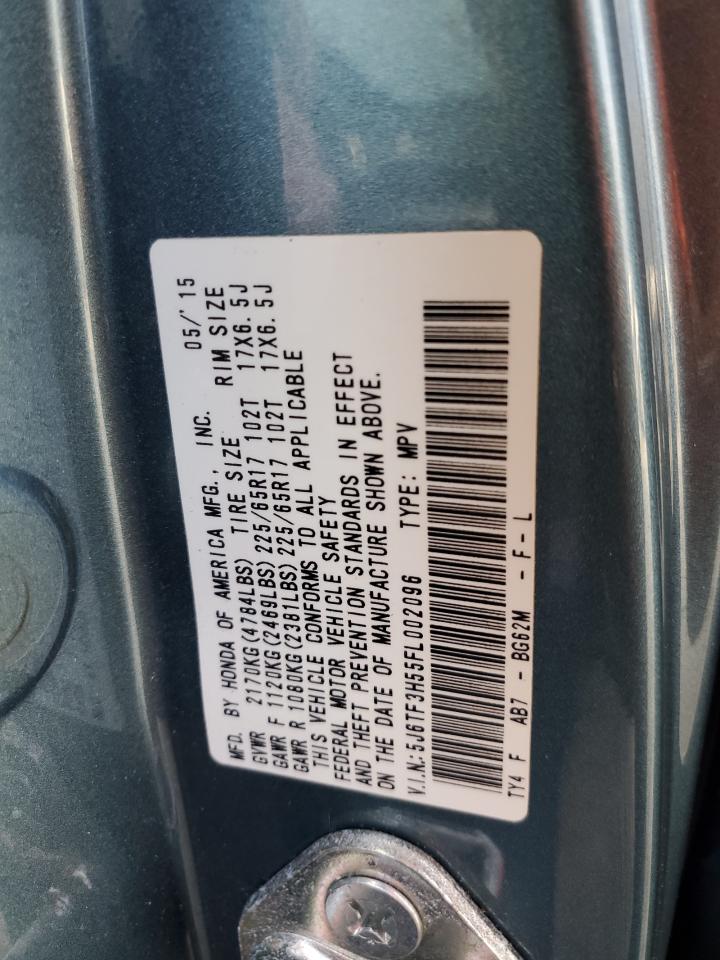 MFD. BY HONDA OF AMERICA MFG., INC. 05/'15
GVWR 2170KG(4784LBS) TIRE SIZE RIM SIZE
GAWR F 1120KG(2469LBS) 225/65R17 102T 17X6.5J
GAWR R 1080KG(2381LBS) 225/65R17 102T 17X6.5J
THIS VEHICLE CONFORMS TO ALL APPLICABLE
FEDERAL MOTOR VEHICLE SAFETY
AND THEFT PREVENTION STANDARDS IN EFFECT
ON THE DATE OF MANUFACTURE SHOWN ABOVE.
V.I.N.:5J6TF3H55FL002096 TYPE: MPV
TY4 F AB7 - BG62M - F - L